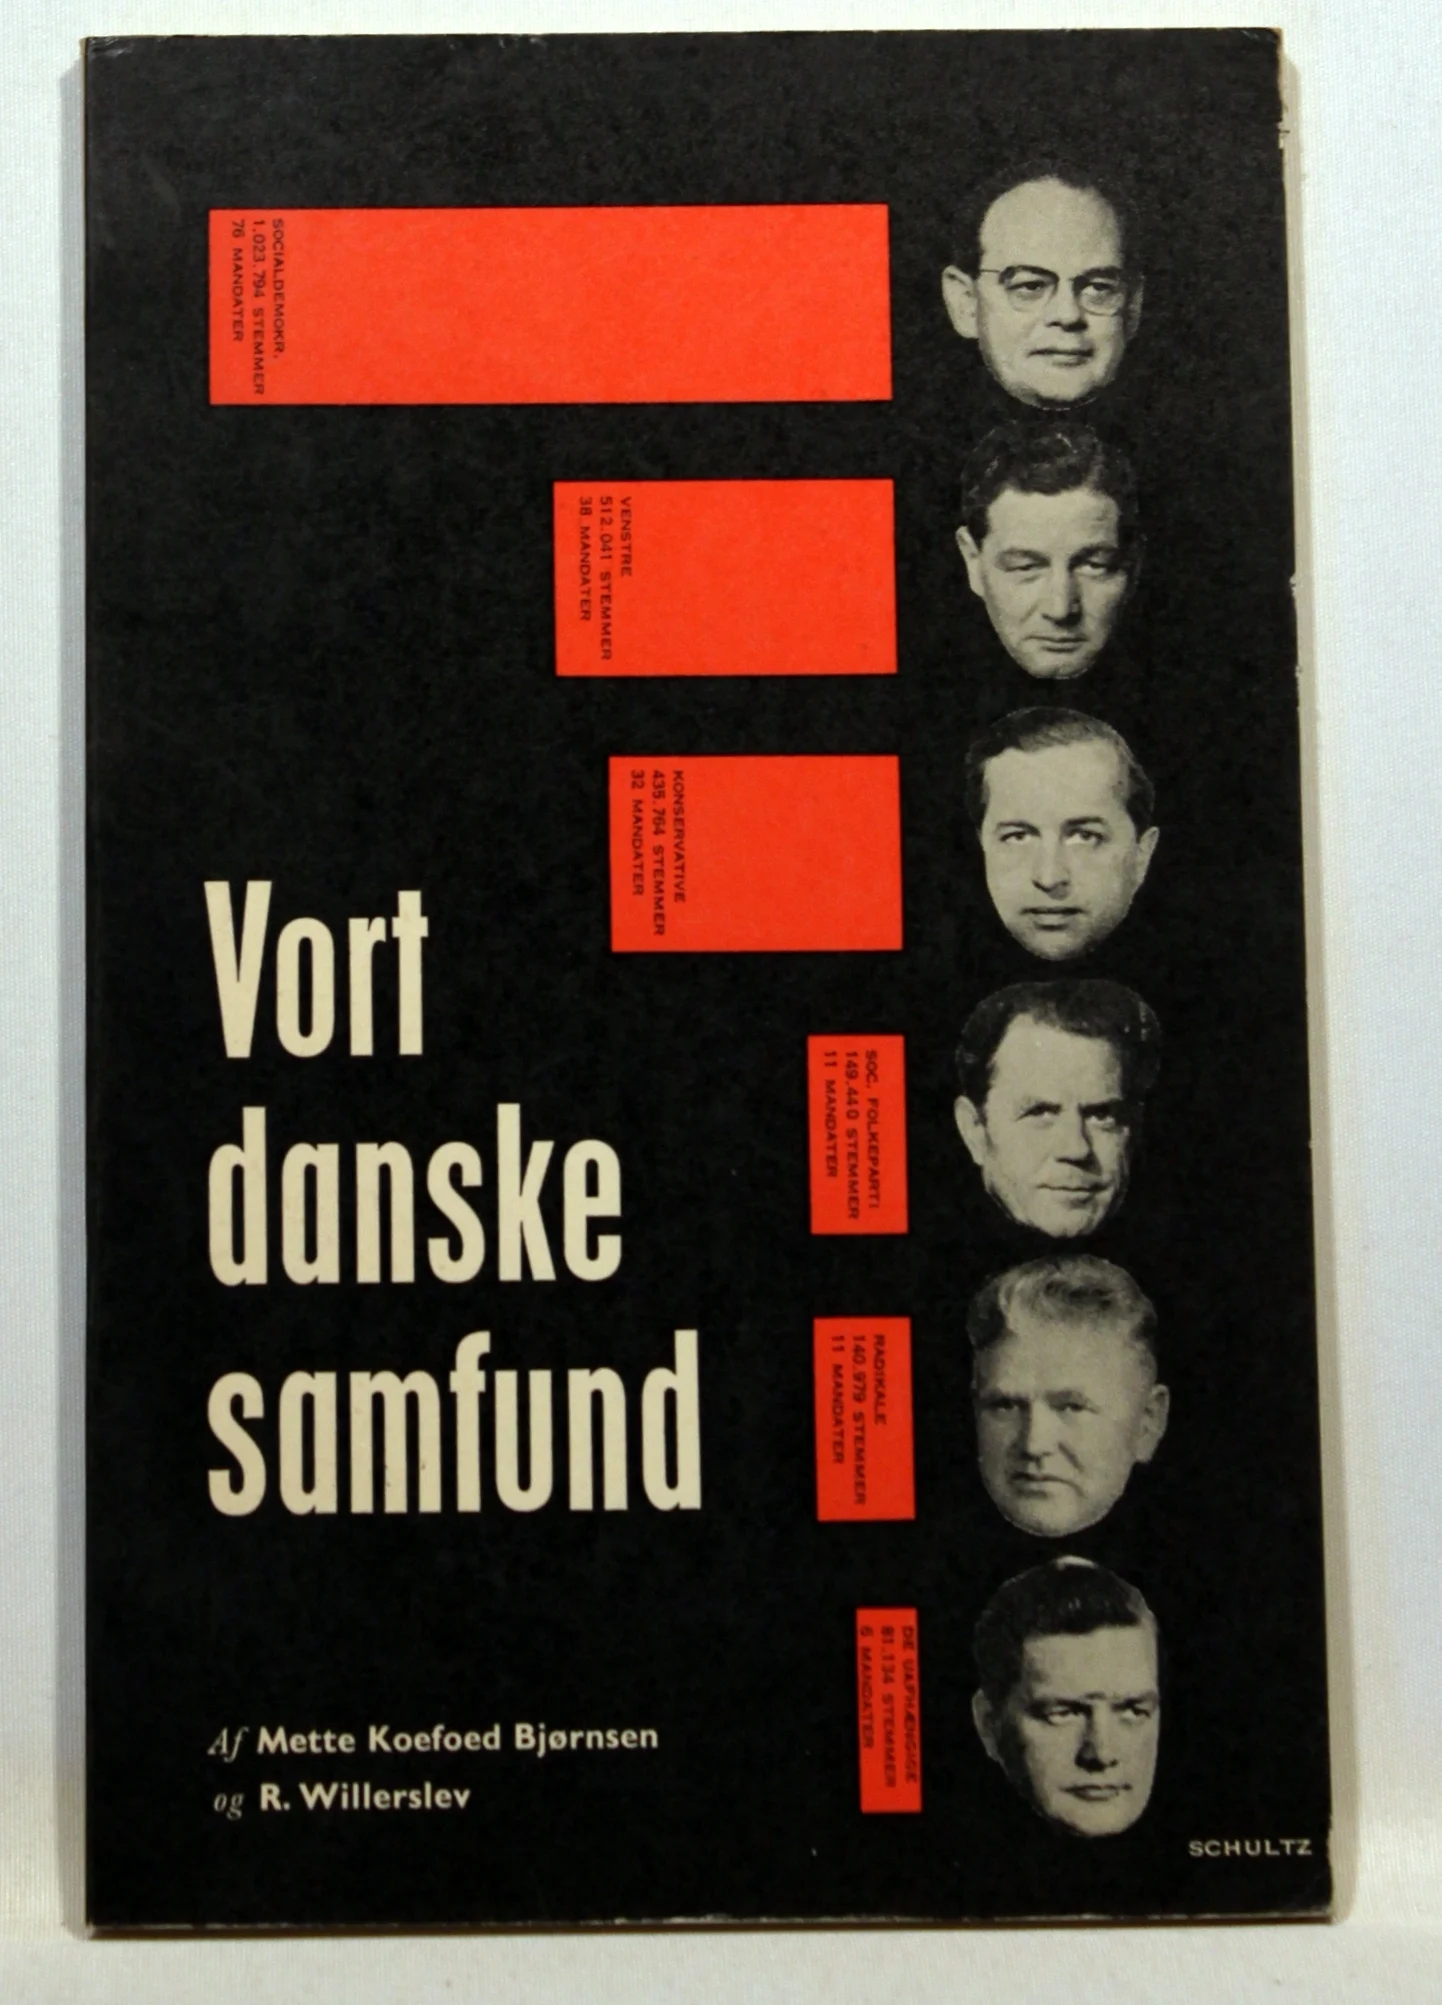 SOCIALDEMOKR.
1.023.794 STEMMER
76 MANDATER
VENSTRE
512.041 STEMMER
38 MANDATER
KONSERVATIVE
435.764 STEMMER
32 MANDATER
SOC. FOLKEPARTI
149.440 STEMMER
11 MANDATER
RADIKALE
140.979 STEMMER
11 MANDATER
DE UAFHÆNGIGE
81.134 STEMMER
6 MANDATER
Vort
danske
samfund
Af Mette Koefoed Bjørnsen
og R. Willerslev
SCHULTZ